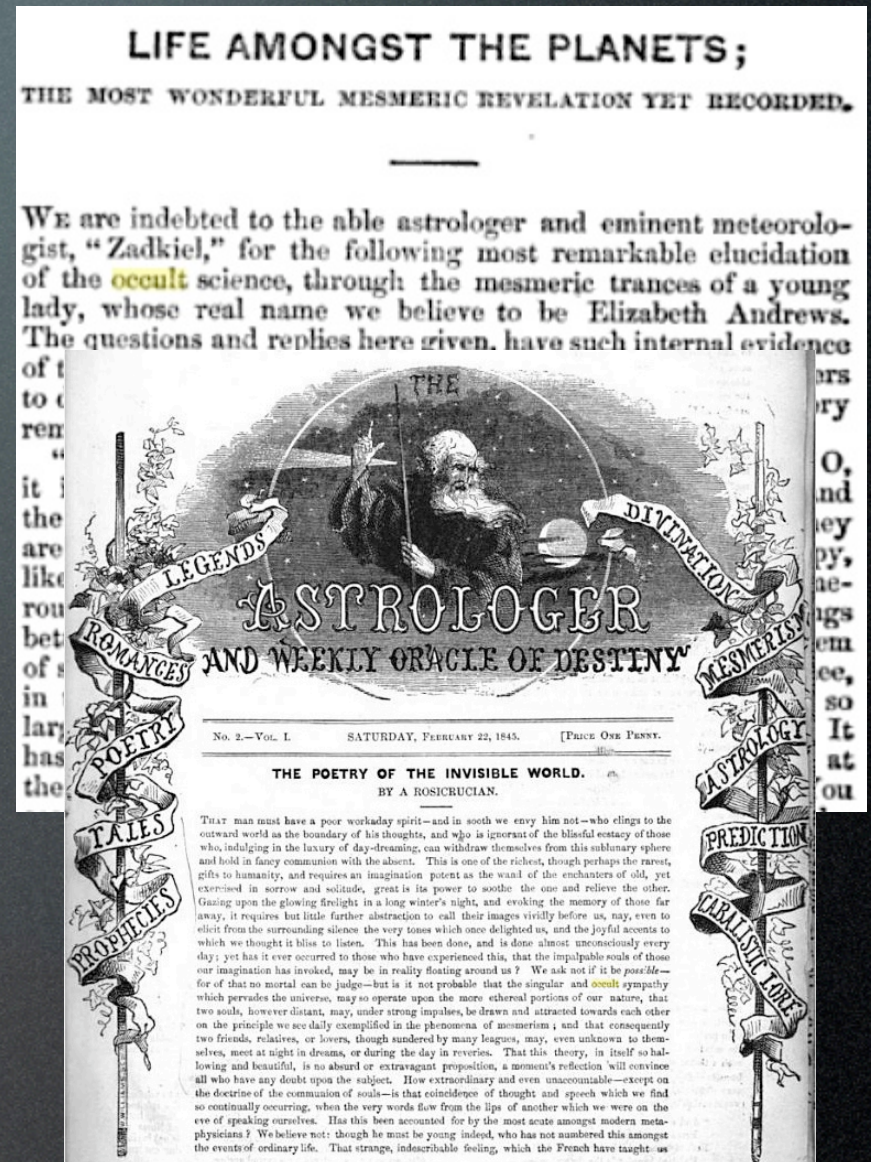 LIFE AMONGST THE PLANETS;
THE MOST WONDERFUL MESMERIC REVELATION YET RECORDED.
WE are indebted to the able astrologer and eminent meteorolo-
gist, "Zadkiel," for the following most remarkable elucidation
of the occult science, through the mesmeric trances of a young
lady, whose real name we believe to be Elizabeth Andrews.
The questions and replies here given, have such internal evidence
THE
ASTROLOGER
AND WEEKLY ORACLE OF DESTINY
LEGENDS
ROMANCES
POETRY
TALES
PROPHECIES
DIVINATION
MESMERISM
ASTROLOGY
PREDICTION
CABALISTIC LORE
No. 2.—VOL. I. SATURDAY, FEBRUARY 22, 1845. [PRICE ONE PENNY.
THE POETRY OF THE INVISIBLE WORLD.
BY A ROSICRUCIAN.
THAT man must have a poor workaday spirit—and in sooth we envy him not—who clings to the
outward world as the boundary of his thoughts, and who is ignorant of the blissful ecstacy of those
who, indulging in the luxury of day-dreaming, can withdraw themselves from this sublunary sphere
and hold in fancy communion with the absent. This is one of the richest, though perhaps the rarest,
gifts to humanity, and requires an imagination potent as the wand of the enchanters of old, yet
exercised in sorrow and solitude, great is its power to soothe the one and relieve the other.
Gazing upon the glowing firelight in a long winter's night, and evoking the memory of those far
away, it requires but little further abstraction to call their images vividly before us, nay, even to
elicit from the surrounding silence the very tones which once delighted us, and the joyful accents to
which we thought it bliss to listen. This has been done, and is done almost unconsciously every
day; yet has it ever occurred to those who have experienced this, that the impalpable souls of those
our imagination has invoked, may be in reality floating around us? We ask not if it be possible—
for of that no mortal can be judge—but is it not probable that the singular and occult sympathy
which pervades the universe, may so operate upon the more ethereal portions of our nature, that
two souls, however distant, may, under strong impulses, be drawn and attracted towards each other
on the principle we see daily exemplified in the phenomena of mesmerism; and that consequently
two friends, relatives, or lovers, though sundered by many leagues, may, even unknown to them-
selves, meet at night in dreams, or during the day in reveries. That this theory, in itself so hal-
lowing and beautiful, is no absurd or extravagant proposition, a moment's reflection will convince
all who have any doubt upon the subject. How extraordinary and even unaccountable—except on
the doctrine of the communion of souls—is that coincidence of thought and speech which we find
so continually occurring, when the very words flow from the lips of another which we were on the
eve of speaking ourselves. Has this been accounted for by the most acute amongst modern meta-
physicians? We believe not: though he must be young indeed, who has not numbered this amongst
the events of ordinary life. That strange, indescribable feeling, which the French have taught us